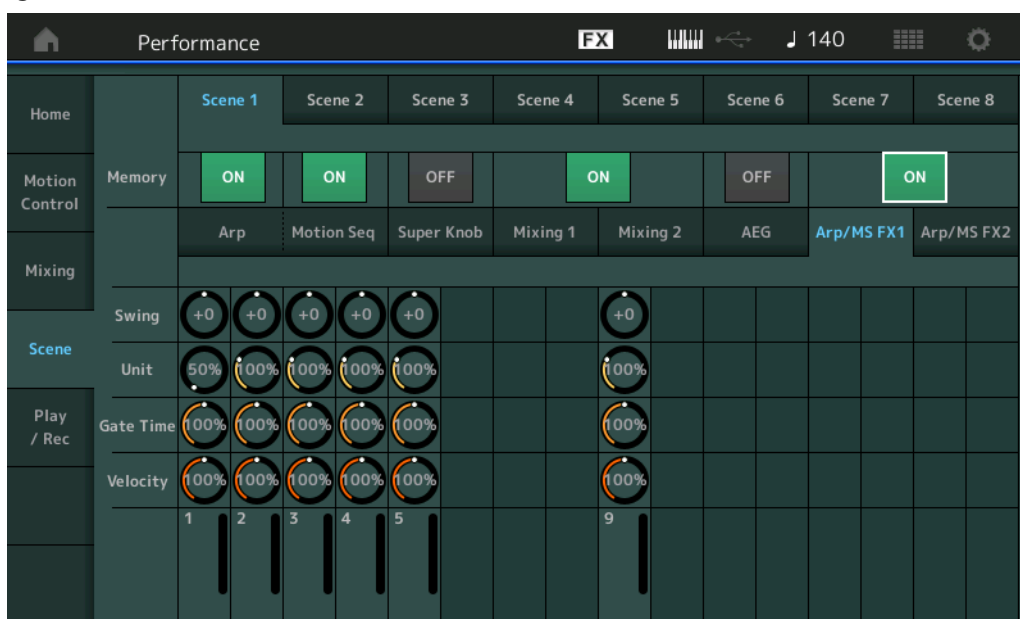 Performance FX ♩ 140
Home Scene 1 Scene 2 Scene 3 Scene 4 Scene 5 Scene 6 Scene 7 Scene 8
Motion
Control
Memory ON ON OFF ON OFF ON
Arp Motion Seq Super Knob Mixing 1 Mixing 2 AEG Arp/MS FX1 Arp/MS FX2
Mixing
Swing +0 +0 +0 +0 +0 +0
Scene
Unit 50% 100% 100% 100% 100% 100%
Play
/ Rec
Gate Time 100% 100% 100% 100% 100% 100%
Velocity 100% 100% 100% 100% 100% 100%
1 2 3 4 5 9